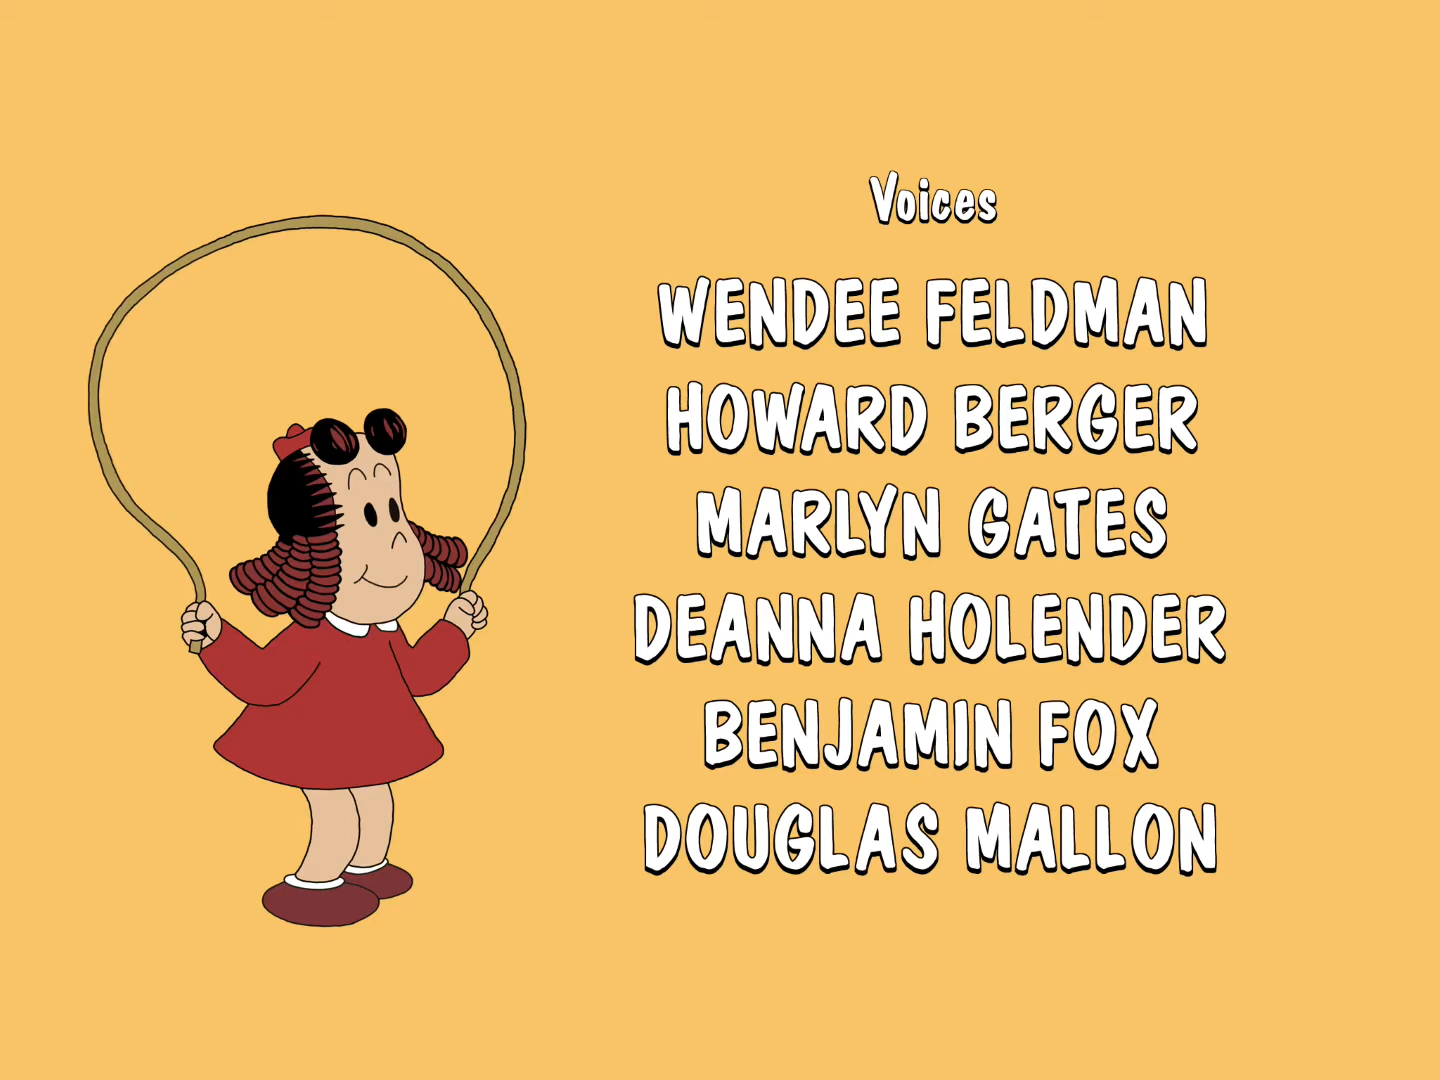 Voices
WENDEE FELDMAN
HOWARD BERGER
MARLYN GATES
DEANNA HOLENDER
BENJAMIN FOX
DOUGLAS MALLON